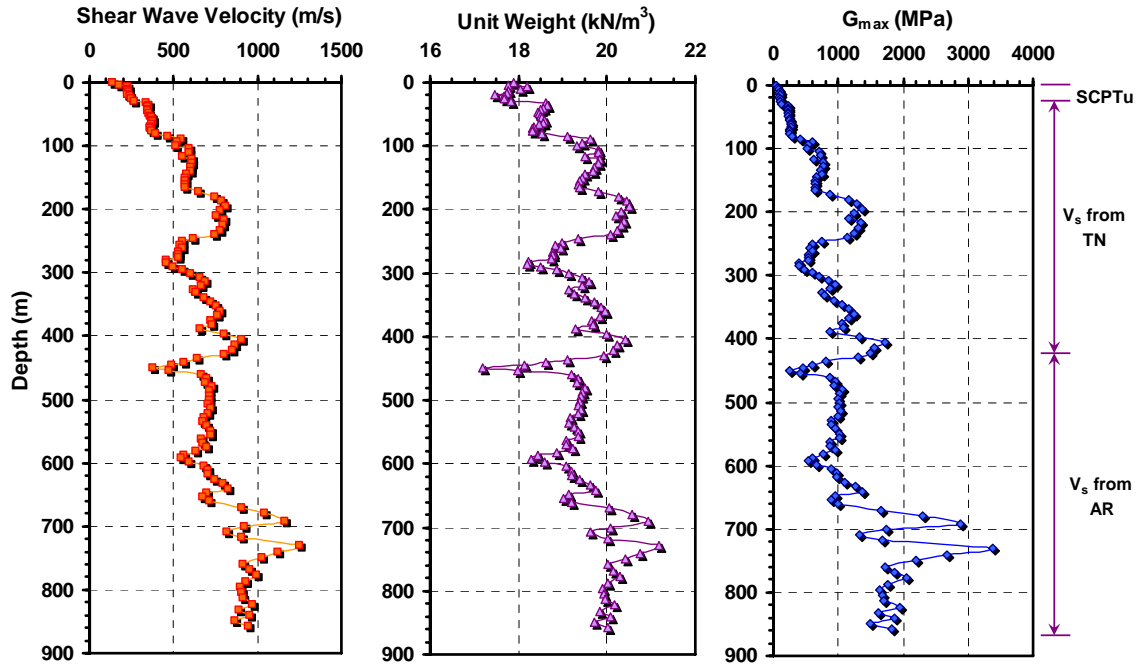 Shear Wave Velocity (m/s)
0 500 1000 1500
Depth (m)
0
100
200
300
400
500
600
700
800
900
Unit Weight (kN/m³)
16 18 20 22
0
100
200
300
400
500
600
700
800
900
Gmax (MPa)
0 1000 2000 3000 4000
0
100
200
300
400
500
600
700
800
900
SCPTu
Vs from
TN
Vs from
AR